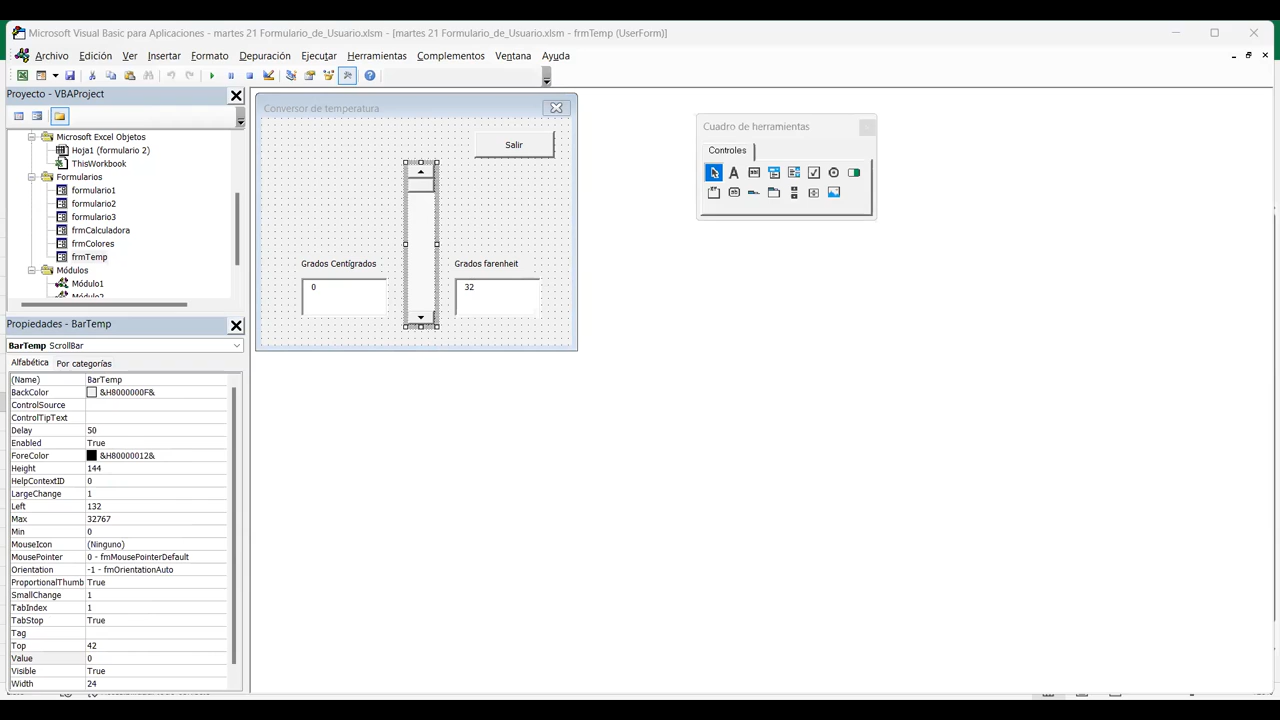 Microsoft Visual Basic para Aplicaciones - martes 21 Formulario_de_Usuario.xlsm - [martes 21 Formulario_de_Usuario.xlsm - frmTemp (UserForm)]
Archivo Edición Ver Insertar Formato Depuración Ejecutar Herramientas Complementos Ventana Ayuda
Proyecto - VBAProject
Microsoft Excel Objetos
Hoja1 (formulario 2)
ThisWorkbook
Formularios
formulario1
formulario2
formulario3
frmCalculadora
frmColores
frmTemp
Módulos
Módulo1
Módulo2
Propiedades - BarTemp
BarTemp ScrollBar
Alfabética Por categorías
(Name) BarTemp
BackColor &H8000000F&
ControlSource
ControlTipText
Delay 50
Enabled True
ForeColor &H80000012&
Height 144
HelpContextID 0
LargeChange 1
Left 132
Max 32767
Min 0
MouseIcon (Ninguno)
MousePointer 0 - fmMousePointerDefault
Orientation -1 - fmOrientationAuto
ProportionalThumb True
SmallChange 1
TabIndex 1
TabStop True
Tag
Top 42
Value 0
Visible True
Width 24
Conversor de temperatura
Salir
Grados Centígrados Grados farenheit
0 32
Cuadro de herramientas
Controles